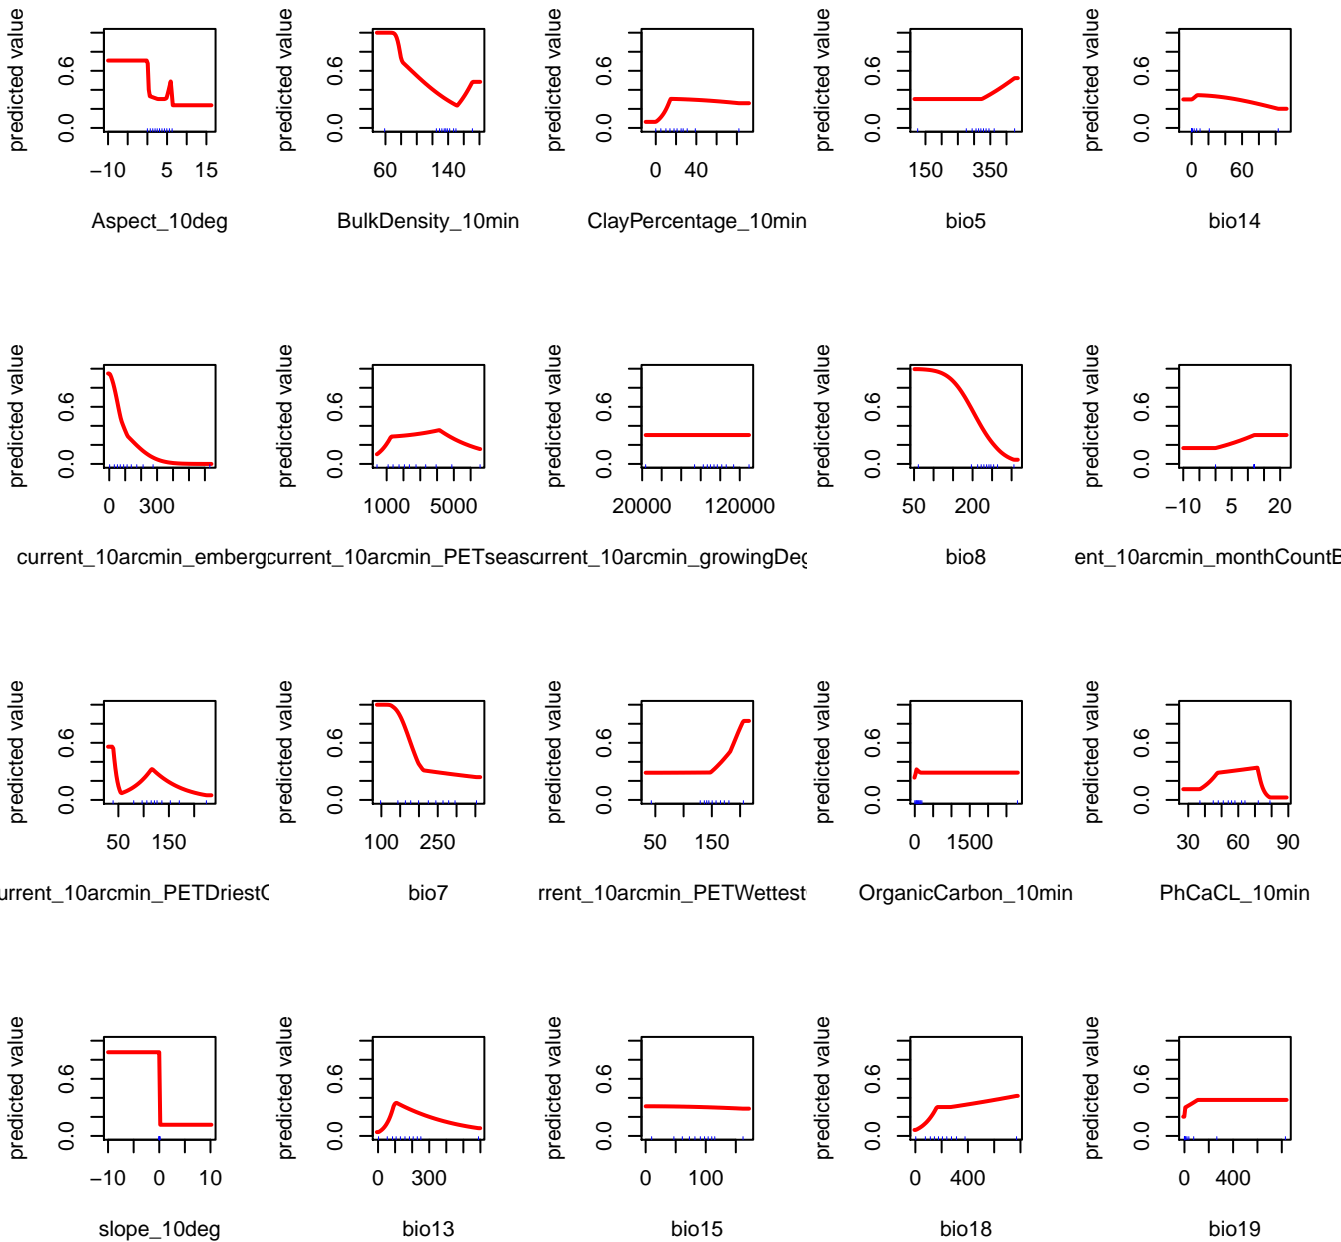 predicted value
0.6
0.0
−10 5 15
Aspect_10deg
predicted value
60 140
BulkDensity_10min
predicted value
0.6
0.0
0 40
ClayPercentage_10min
predicted value
0.6
0.0
150 350
bio5
predicted value
0.6
0.0
0 60
bio14
predicted value
0.6
0.0
0 300
current_10arcmin_emberg
predicted value
0.6
0.0
1000 5000
current_10arcmin_PETseas
predicted value
0.6
0.0
20000 120000
urrent_10arcmin_growingDeg
predicted value
0.6
0.0
50 200
bio8
predicted value
0.6
0.0
−10 5 20
ent_10arcmin_monthCountB
predicted value
0.6
0.0
50 150
urrent_10arcmin_PETDriestQ
predicted value
0.6
0.0
100 250
bio7
predicted value
0.6
0.0
50 150
rrent_10arcmin_PETWettest
predicted value
0.6
0.0
0 1500
OrganicCarbon_10min
predicted value
0.6
0.0
30 60 90
PhCaCL_10min
predicted value
0.6
0.0
−10 0 10
slope_10deg
predicted value
0.6
0.0
0 300
bio13
predicted value
0.6
0.0
0 100
bio15
predicted value
0.6
0.0
0 400
bio18
predicted value
0.6
0.0
0 400
bio19